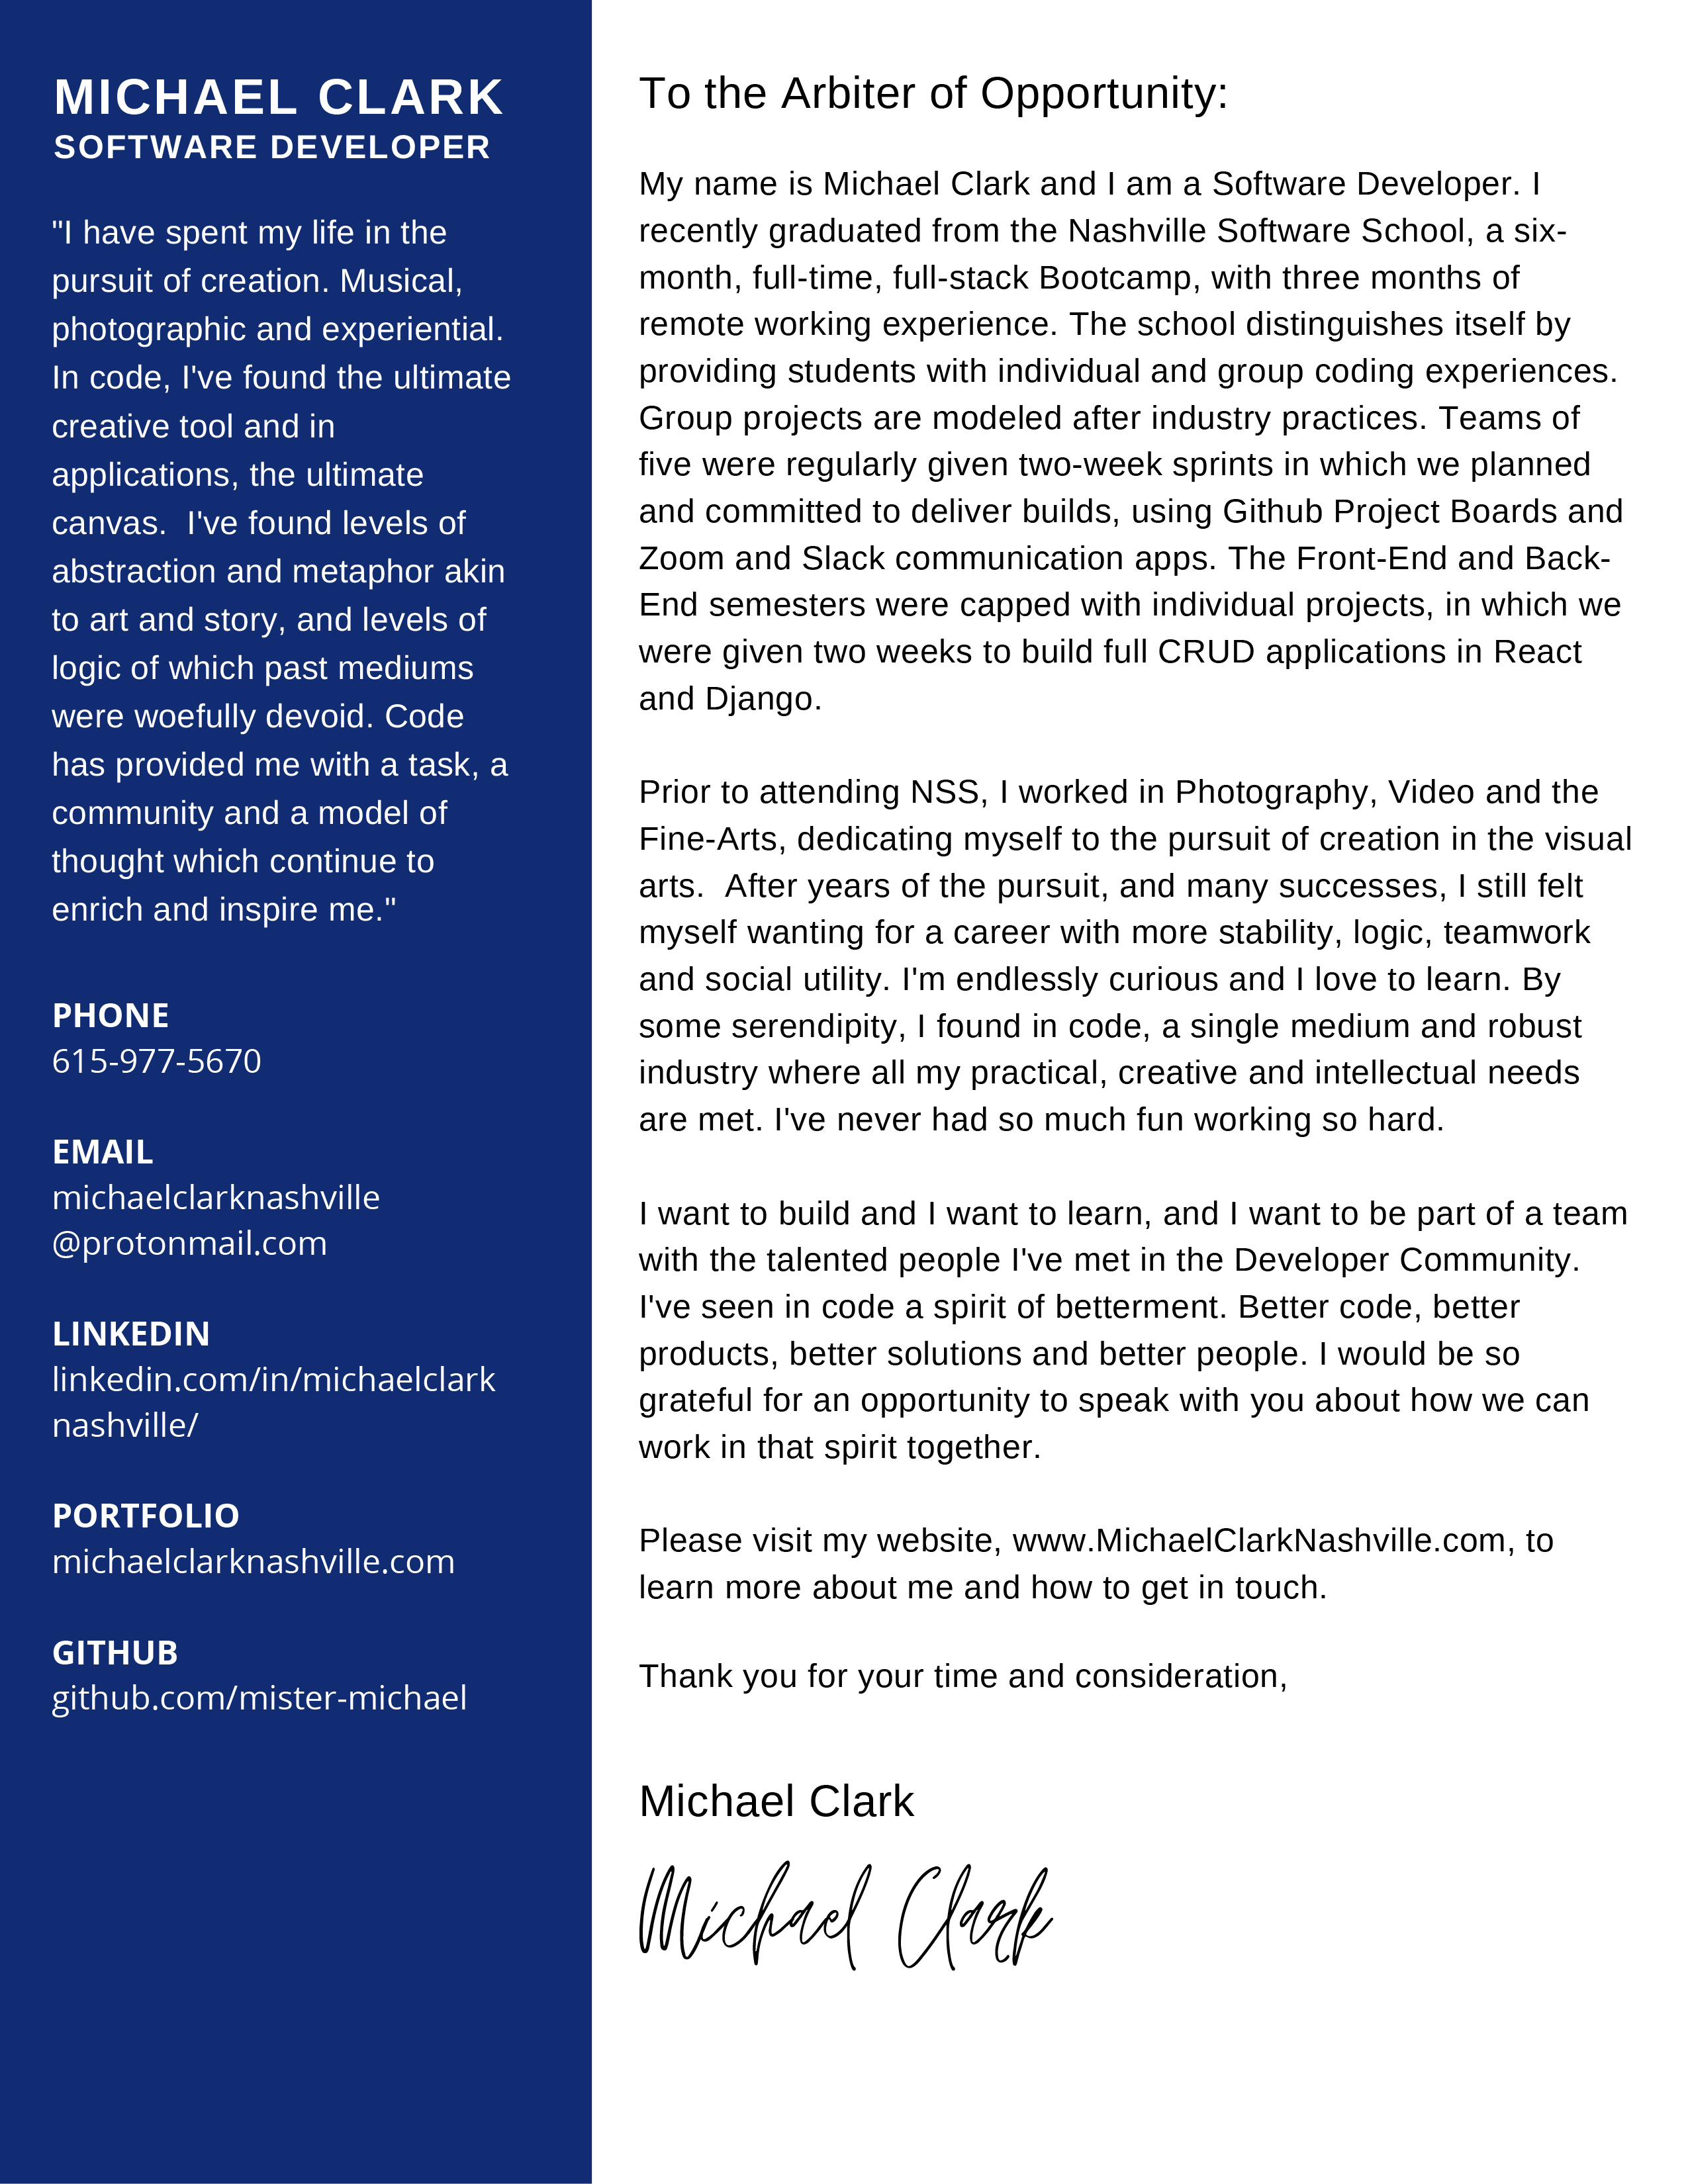 MICHAEL CLARK
SOFTWARE DEVELOPER
"I have spent my life in the
pursuit of creation. Musical,
photographic and experiential.
In code, I've found the ultimate
creative tool and in
applications, the ultimate
canvas.  I've found levels of
abstraction and metaphor akin
to art and story, and levels of
logic of which past mediums
were woefully devoid. Code
has provided me with a task, a
community and a model of
thought which continue to
enrich and inspire me."
PHONE
615-977-5670
EMAIL
michaelclarknashville
@protonmail.com
LINKEDIN
linkedin.com/in/michaelclark
nashville/
PORTFOLIO
michaelclarknashville.com
GITHUB
github.com/mister-michael
To the Arbiter of Opportunity:
My name is Michael Clark and I am a Software Developer. I
recently graduated from the Nashville Software School, a six-
month, full-time, full-stack Bootcamp, with three months of
remote working experience. The school distinguishes itself by
providing students with individual and group coding experiences.
Group projects are modeled after industry practices. Teams of
five were regularly given two-week sprints in which we planned
and committed to deliver builds, using Github Project Boards and
Zoom and Slack communication apps. The Front-End and Back-
End semesters were capped with individual projects, in which we
were given two weeks to build full CRUD applications in React
and Django.
Prior to attending NSS, I worked in Photography, Video and the
Fine-Arts, dedicating myself to the pursuit of creation in the visual
arts.  After years of the pursuit, and many successes, I still felt
myself wanting for a career with more stability, logic, teamwork
and social utility. I'm endlessly curious and I love to learn. By
some serendipity, I found in code, a single medium and robust
industry where all my practical, creative and intellectual needs
are met. I've never had so much fun working so hard.
I want to build and I want to learn, and I want to be part of a team
with the talented people I've met in the Developer Community.
I've seen in code a spirit of betterment. Better code, better
products, better solutions and better people. I would be so
grateful for an opportunity to speak with you about how we can
work in that spirit together.
Please visit my website, www.MichaelClarkNashville.com, to
learn more about me and how to get in touch.
Thank you for your time and consideration,
Michael Clark
Michael Clark